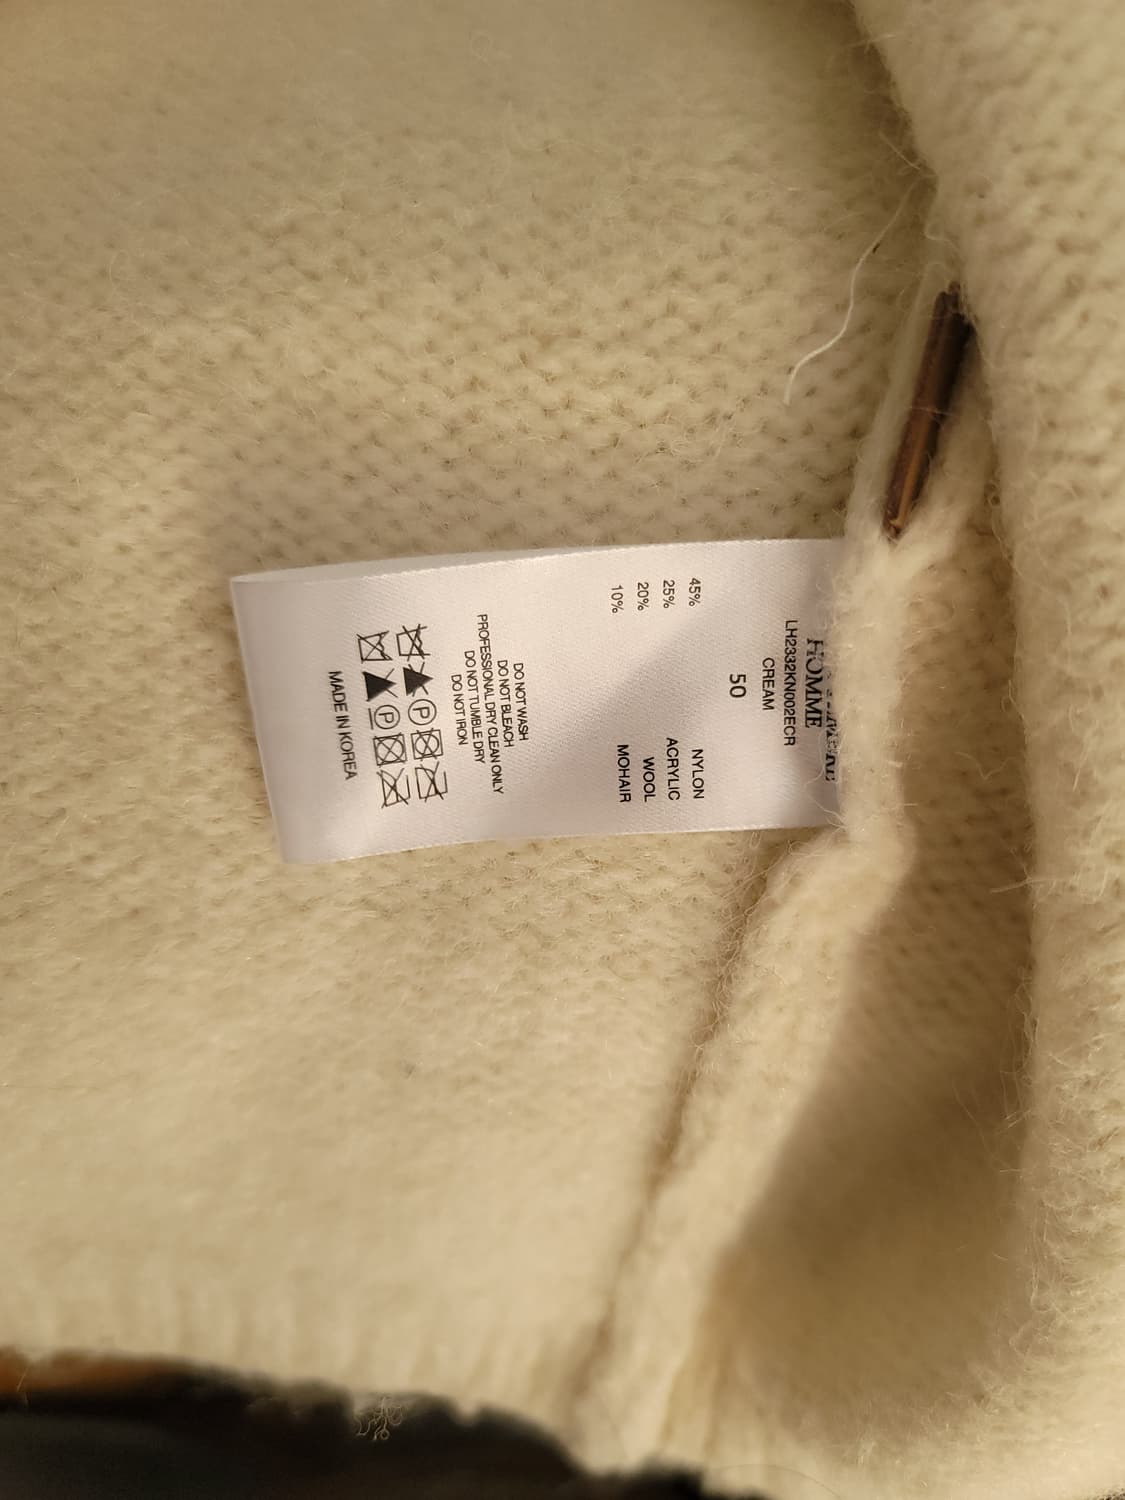 HOMME
LH2332KN002ECR
CREAM
50
45% NYLON
25% ACRYLIC
20% WOOL
10% MOHAIR
DO NOT WASH
DO NOT BLEACH
PROFESSIONAL DRY CLEAN ONLY
DO NOT TUMBLE DRY
DO NOT IRON
P
P
MADE IN KOREA